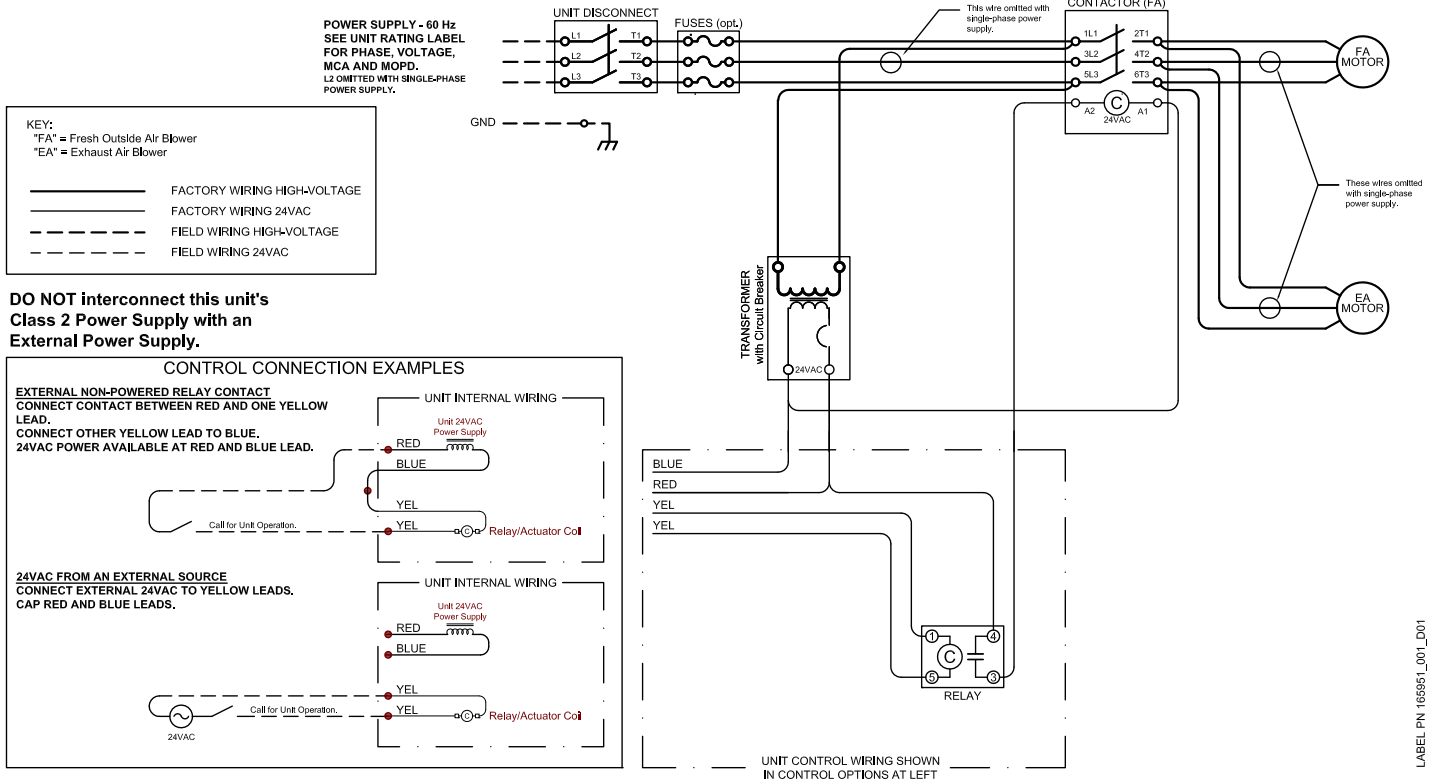 POWER SUPPLY - 60 Hz
SEE UNIT RATING LABEL
FOR PHASE, VOLTAGE,
MCA AND MOPD.
L2 OMITTED WITH SINGLE-PHASE
POWER SUPPLY.
UNIT DISCONNECT
L1
T1
L2
T2
L3
T3
FUSES (opt.)
This wire omitted with
single-phase power
supply.
CONTACTOR (FA)
1L1
2T1
3L2
4T2
5L3
6T3
A2
C
A1
24VAC
FA
MOTOR
GND
These wires omitted
with single-phase
power supply.
EA
MOTOR
KEY:
"FA" = Fresh Outside Air Blower
"EA" = Exhaust Air Blower
FACTORY WIRING HIGH-VOLTAGE
FACTORY WIRING 24VAC
FIELD WIRING HIGH-VOLTAGE
FIELD WIRING 24VAC
DO NOT interconnect this unit's
Class 2 Power Supply with an
External Power Supply.
TRANSFORMER
with Circuit Breaker
24VAC
CONTROL CONNECTION EXAMPLES
EXTERNAL NON-POWERED RELAY CONTACT
CONNECT CONTACT BETWEEN RED AND ONE YELLOW
LEAD.
CONNECT OTHER YELLOW LEAD TO BLUE.
24VAC POWER AVAILABLE AT RED AND BLUE LEAD.
UNIT INTERNAL WIRING
Unit 24VAC
Power Supply
RED
BLUE
YEL
YEL
C
Relay/Actuator Coil
Call for Unit Operation.
24VAC FROM AN EXTERNAL SOURCE
CONNECT EXTERNAL 24VAC TO YELLOW LEADS.
CAP RED AND BLUE LEADS.
UNIT INTERNAL WIRING
Unit 24VAC
Power Supply
RED
BLUE
YEL
YEL
C
Relay/Actuator Coil
Call for Unit Operation.
24VAC
BLUE
RED
YEL
YEL
1
4
C
5
3
RELAY
UNIT CONTROL WIRING SHOWN
IN CONTROL OPTIONS AT LEFT
LABEL PN 165951_001_D01